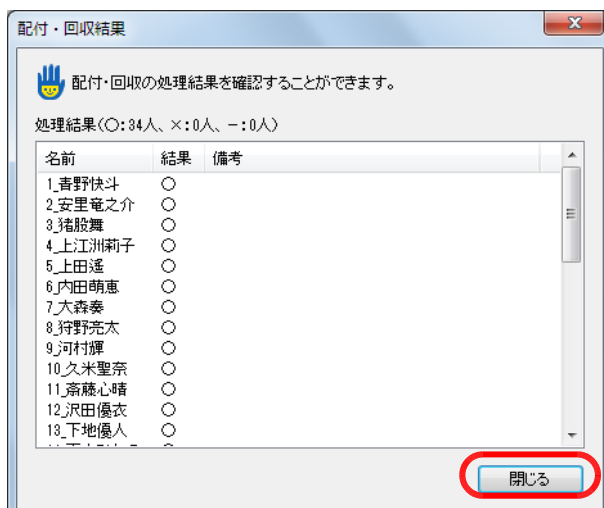 配付・回収結果
配付・回収の処理結果を確認することができます。
処理結果(○:34人、×:0人、－:0人)
名前 結果 備考
1_青野快斗 ○
2_安里竜之介 ○
3_猪股舞 ○
4_上江洲莉子 ○
5_上田遥 ○
6_内田萌恵 ○
7_大森奏 ○
8_狩野亮太 ○
9_河村輝 ○
10_久米聖奈 ○
11_斎藤心晴 ○
12_沢田優衣 ○
13_下地優人 ○
閉じる